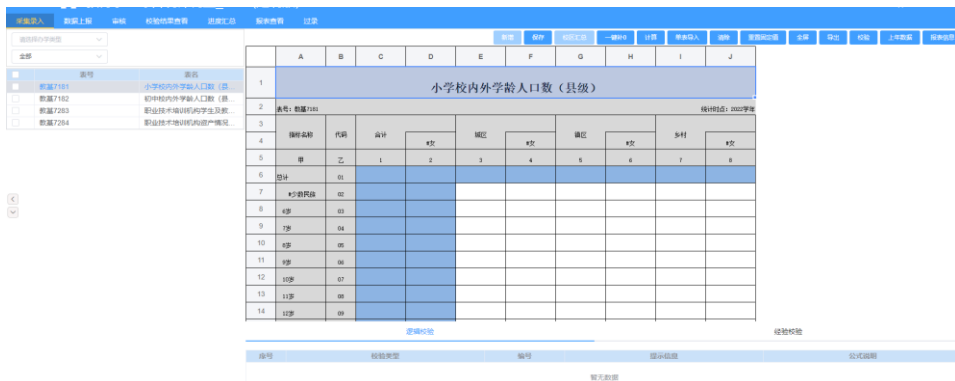 采集录入 数据上报 审核 校验结果查看 进度汇总 报表查看 过录
请选择办学类型
全部
新增 保存 校区汇总 一键补0 计算 单表导入 清除 重置固定值 全屏 导出 校验 上年数据 报表信息
表号 表名
教基7181 小学校内外学龄人口数（县...
教基7182 初中校内外学龄人口数（县...
教基7283 职业技术培训机构学生及教...
教基7284 职业技术培训机构资产情况...
A B C D E F G H I J
1 小学校内外学龄人口数（县级）
2 表号：教基7181 统计时点：2022学年
3
指标名称 代码 合计 城区 镇区 乡村
4 #女 #女 #女 #女
5 甲 乙 1 2 3 4 5 6 7 8
6 总计 01
7 #少数民族 02
8 6岁 03
9 7岁 04
10 8岁 05
11 9岁 06
12 10岁 07
13 11岁 08
14 12岁 09
逻辑校验 经验校验
序号 校验类型 编号 提示信息 公式说明
暂无数据